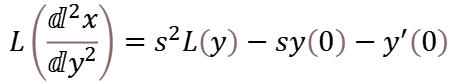 L(ⅆ²x/ⅆy²) = s²L(y) − sy(0) − y′(0)